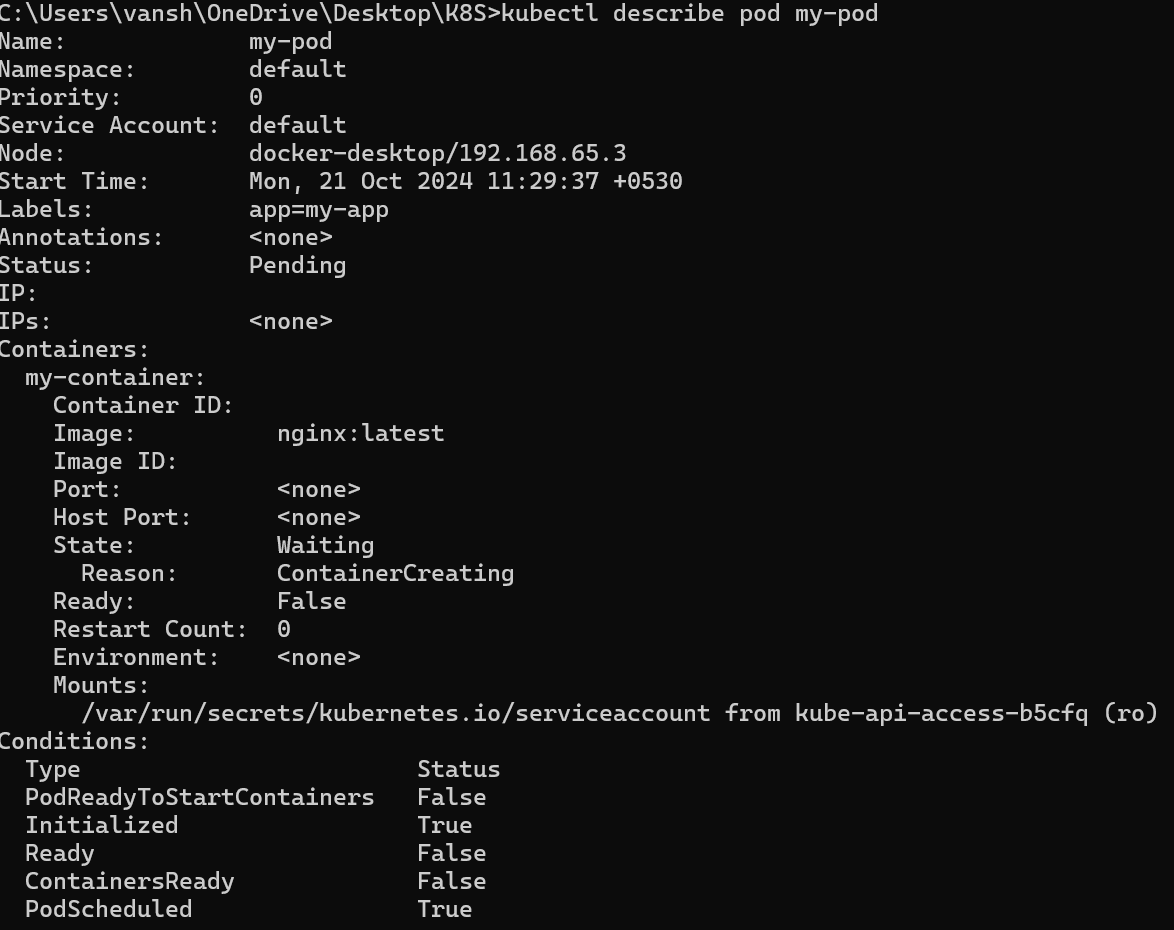 C:\Users\vansh\OneDrive\Desktop\K8S>kubectl describe pod my-pod
Name:             my-pod
Namespace:        default
Priority:         0
Service Account:  default
Node:             docker-desktop/192.168.65.3
Start Time:       Mon, 21 Oct 2024 11:29:37 +0530
Labels:           app=my-app
Annotations:      <none>
Status:           Pending
IP:
IPs:              <none>
Containers:
  my-container:
    Container ID:
    Image:          nginx:latest
    Image ID:
    Port:           <none>
    Host Port:      <none>
    State:          Waiting
      Reason:       ContainerCreating
    Ready:          False
    Restart Count:  0
    Environment:    <none>
    Mounts:
      /var/run/secrets/kubernetes.io/serviceaccount from kube-api-access-b5cfq (ro)
Conditions:
  Type                        Status
  PodReadyToStartContainers   False
  Initialized                 True
  Ready                       False
  ContainersReady             False
  PodScheduled                True